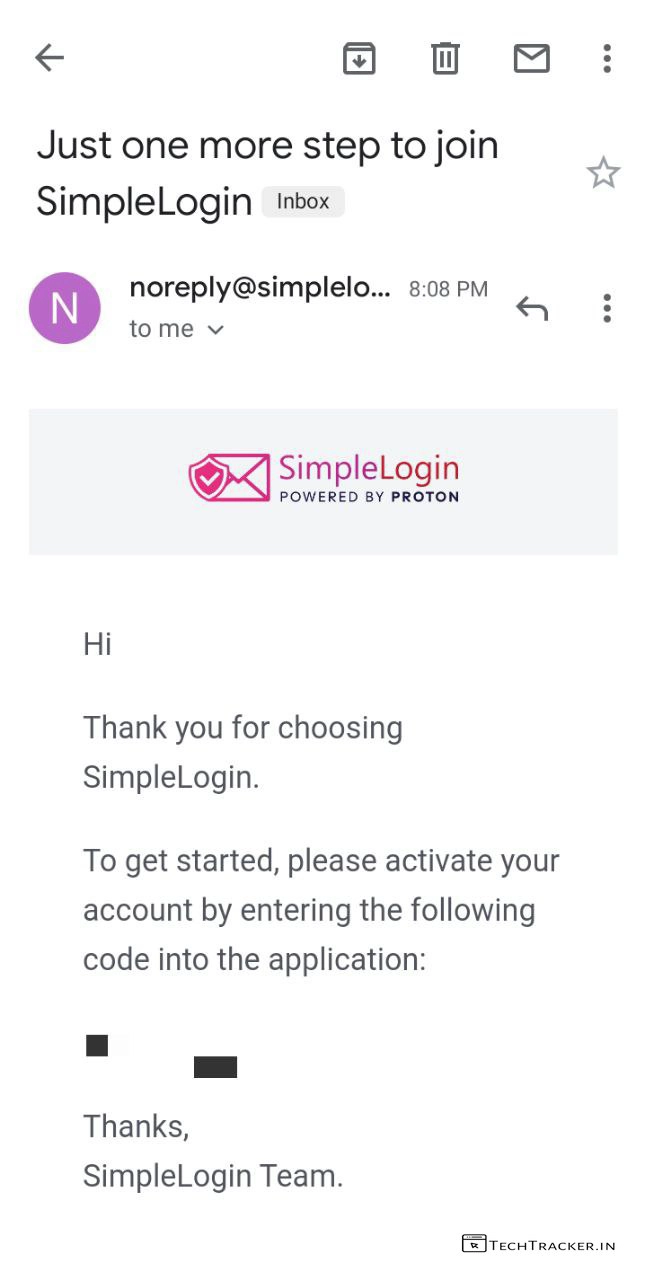 Just one more step to join
SimpleLogin Inbox
N
noreply@simplelo... 8:08 PM
to me
SimpleLogin
POWERED BY PROTON
Hi
Thank you for choosing
SimpleLogin.
To get started, please activate your
account by entering the following
code into the application:
Thanks,
SimpleLogin Team.
TECHTRACKER.IN